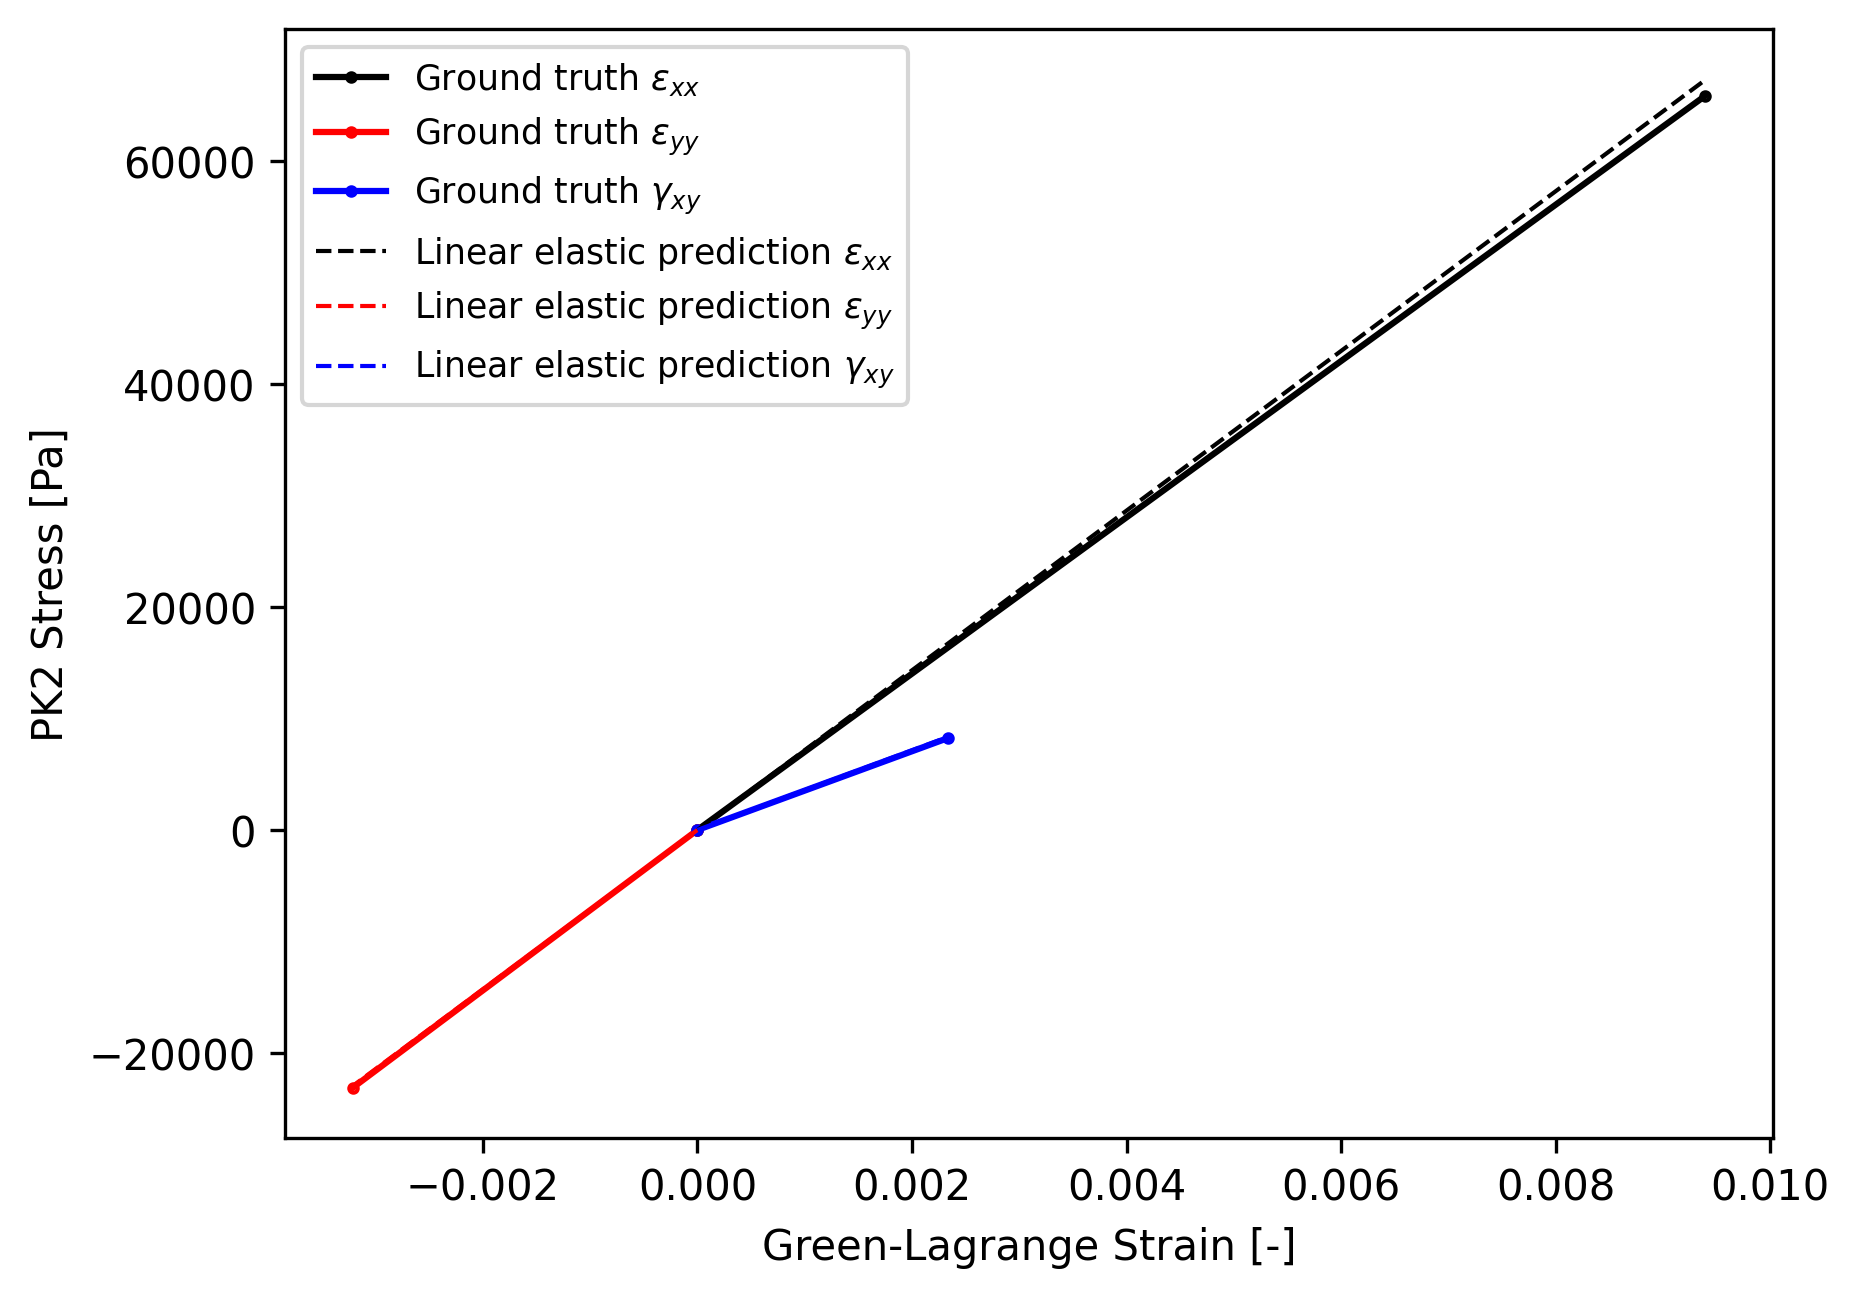 Ground truth εxx
Ground truth εyy
Ground truth γxy
Linear elastic prediction εxx
Linear elastic prediction εyy
Linear elastic prediction γxy
60000
40000
20000
0
−20000
PK2 Stress [Pa]
−0.002 0.000 0.002 0.004 0.006 0.008 0.010
Green-Lagrange Strain [-]